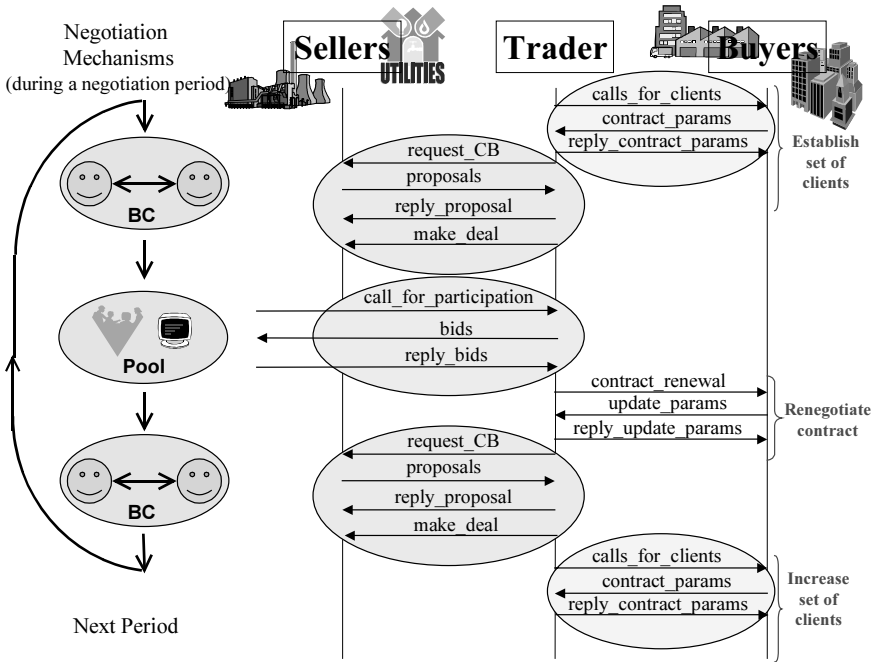 Negotiation
Mechanisms
(during a negotiation period)
Sellers
UTILITIES
Trader
Buyers
calls_for_clients
contract_params
reply_contract_params
Establish
set of
clients
request_CB
proposals
reply_proposal
make_deal
BC
call_for_participation
bids
reply_bids
Pool
contract_renewal
update_params
reply_update_params
Renegotiate
contract
request_CB
proposals
reply_proposal
make_deal
BC
calls_for_clients
contract_params
reply_contract_params
Increase
set of
clients
Next Period